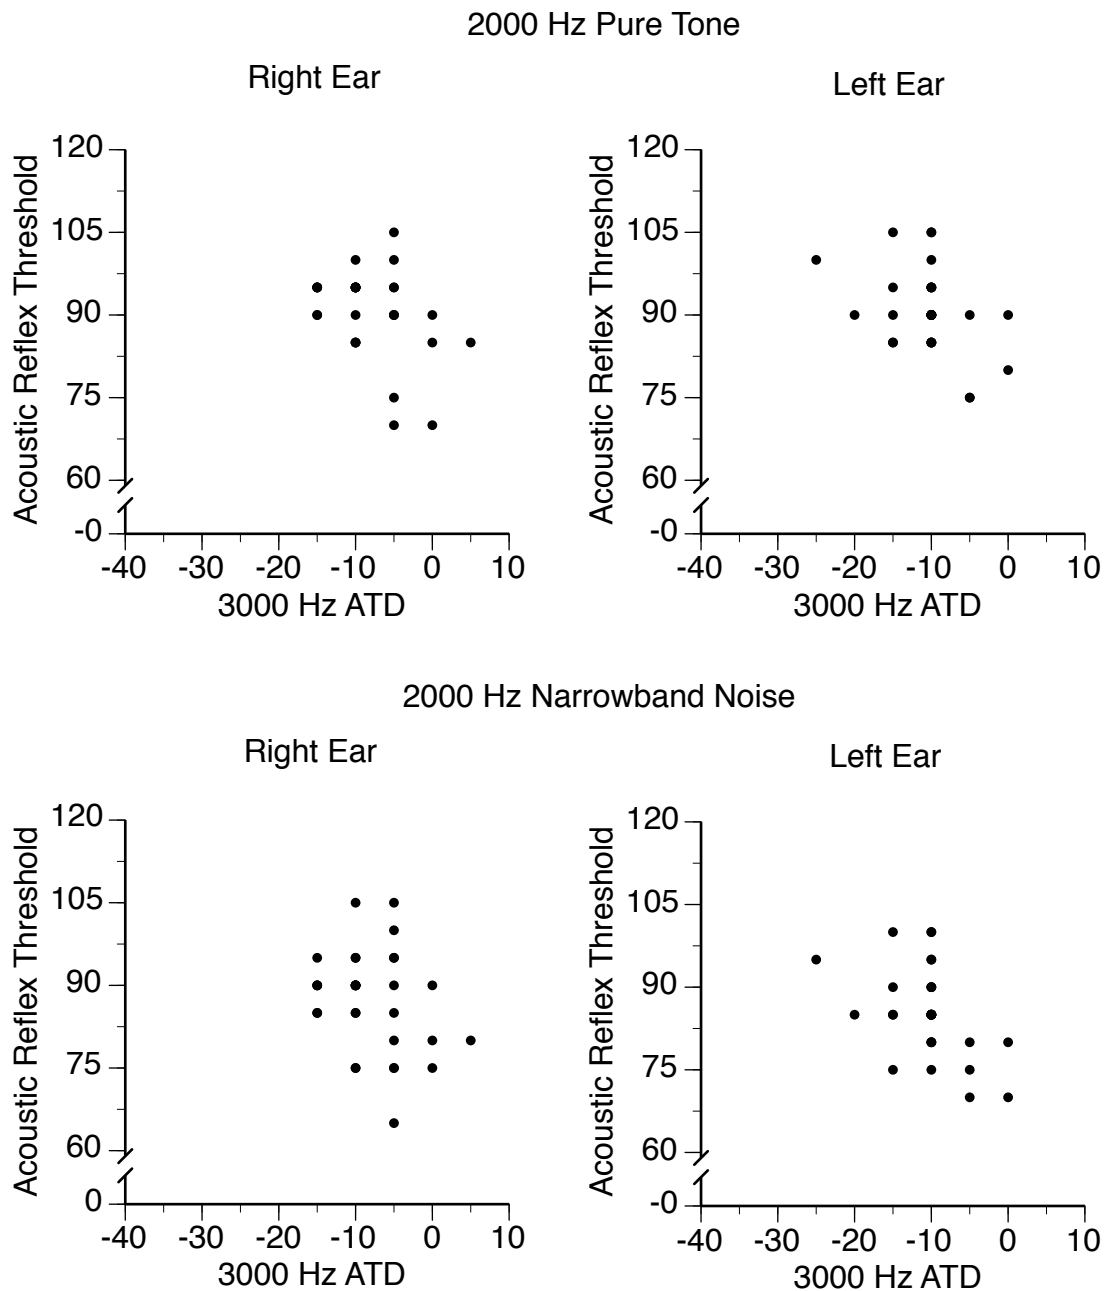 2000 Hz Pure Tone
Right Ear
Left Ear
Acoustic Reflex Threshold
120
105
90
75
60
-0
-40 -30 -20 -10 0 10
3000 Hz ATD
Acoustic Reflex Threshold
120
105
90
75
60
-0
-40 -30 -20 -10 0 10
3000 Hz ATD
2000 Hz Narrowband Noise
Right Ear
Left Ear
Acoustic Reflex Threshold
120
105
90
75
60
0
-40 -30 -20 -10 0 10
3000 Hz ATD
Acoustic Reflex Threshold
120
105
90
75
60
-0
-40 -30 -20 -10 0 10
3000 Hz ATD